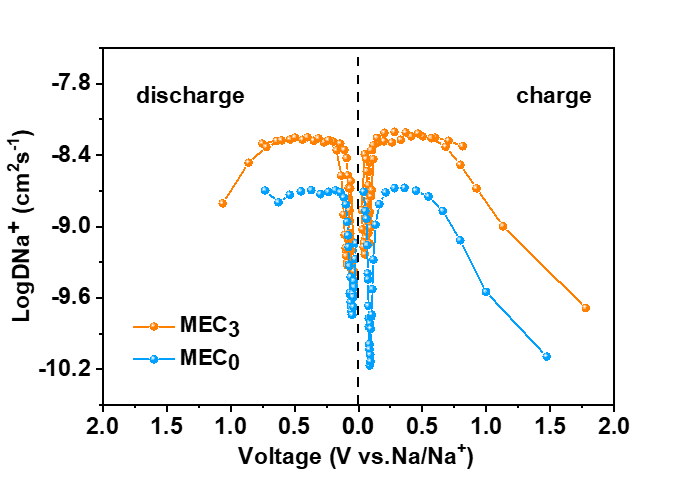 discharge
charge
-7.8
-8.4
-9.0
-9.6
-10.2
LogDNa⁺ (cm²s⁻¹)
MEC₃
MEC₀
2.0 1.5 1.0 0.5 0.0 0.0 0.5 1.0 1.5 2.0
Voltage (V vs.Na/Na⁺)